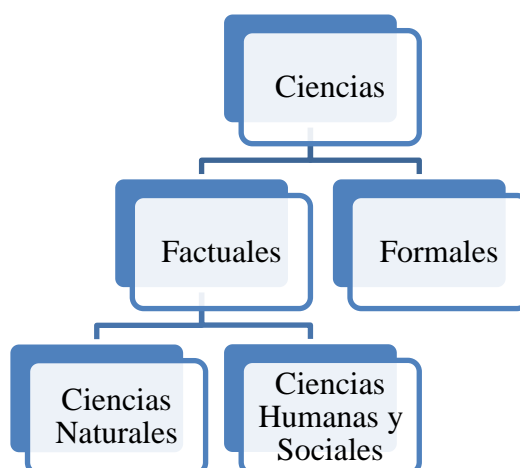 Ciencias
Factuales
Formales
Ciencias
Naturales
Ciencias
Humanas y
Sociales